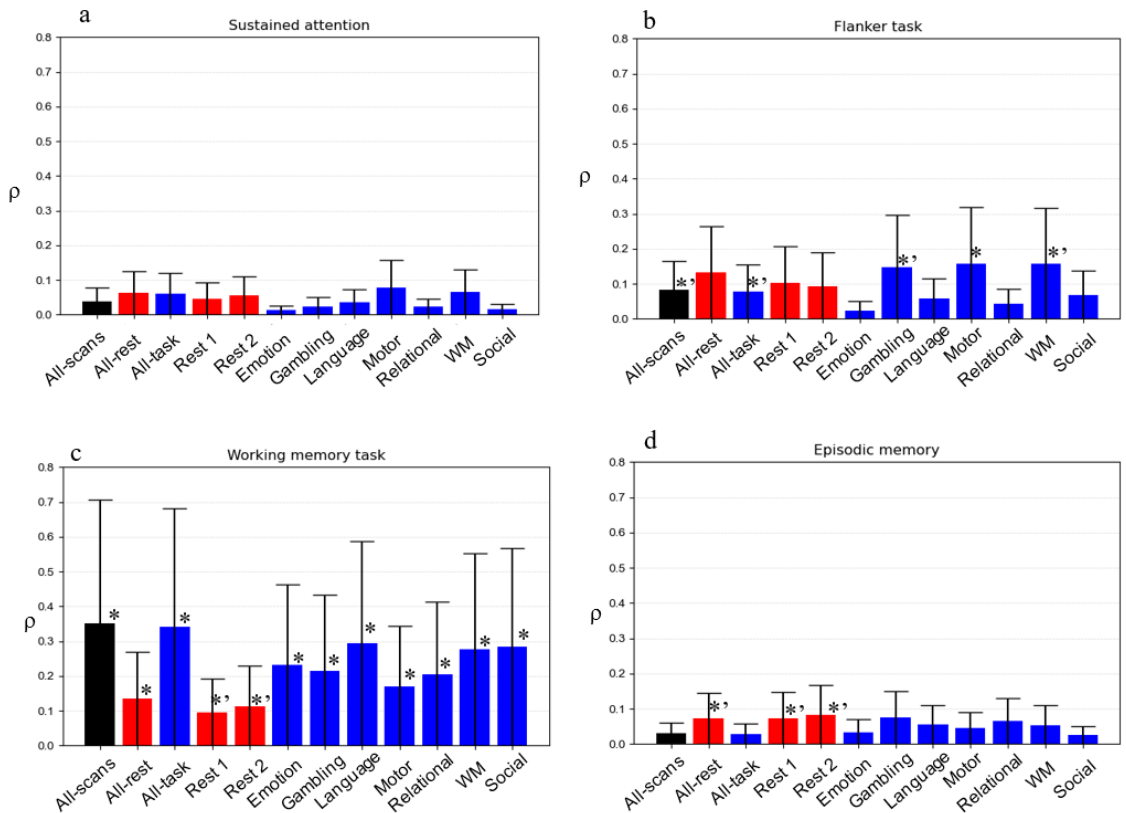 a
Sustained attention
0.8
0.7
0.6
0.5
0.4
0.3
0.2
0.1
0.0
ρ
All-scans
All-rest
All-task
Rest 1
Rest 2
Emotion
Gambling
Language
Motor
Relational
WM
Social
b
Flanker task
0.8
0.7
0.6
0.5
0.4
0.3
0.2
0.1
0.0
ρ
*’
*’
*’
*
*’
All-scans
All-rest
All-task
Rest 1
Rest 2
Emotion
Gambling
Language
Motor
Relational
WM
Social
c
Working memory task
0.8
0.7
0.6
0.5
0.4
0.3
0.2
0.1
0.0
ρ
*
*
*
*’
*’
*
*
*
*
*
*
*
All-scans
All-rest
All-task
Rest 1
Rest 2
Emotion
Gambling
Language
Motor
Relational
WM
Social
d
Episodic memory
0.8
0.7
0.6
0.5
0.4
0.3
0.2
0.1
0.0
ρ
*’
*’
*’
All-scans
All-rest
All-task
Rest 1
Rest 2
Emotion
Gambling
Language
Motor
Relational
WM
Social